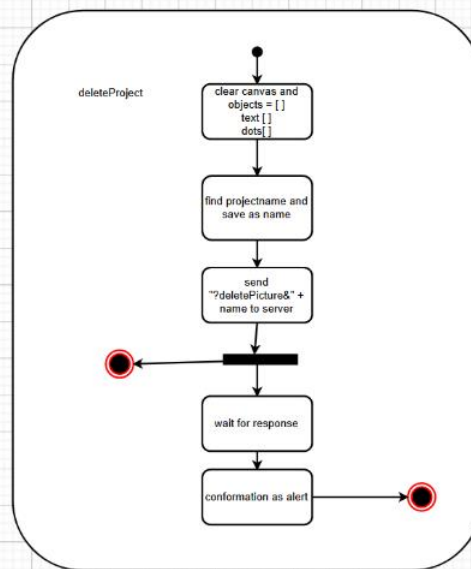 deleteProject
clear canvas and
objects = [ ]
text [ ]
dots[ ]
find projectname and
save as name
send
"?deletePicture&" +
name to server
wait for response
conformation as alert